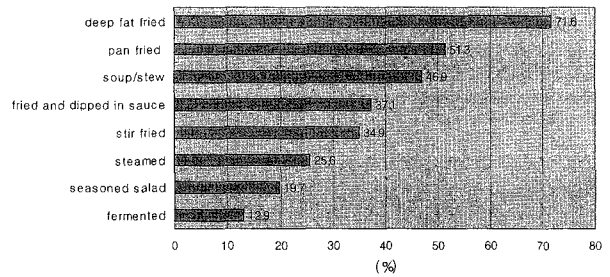 deep fat fried 71.6
pan fried 51.3
soup/stew 46.9
fried and dipped in sauce 37.1
stir fried 34.9
steamed 25.6
seasoned salad 19.7
fermented 12.9
0 10 20 30 40 50 60 70 80
(%)